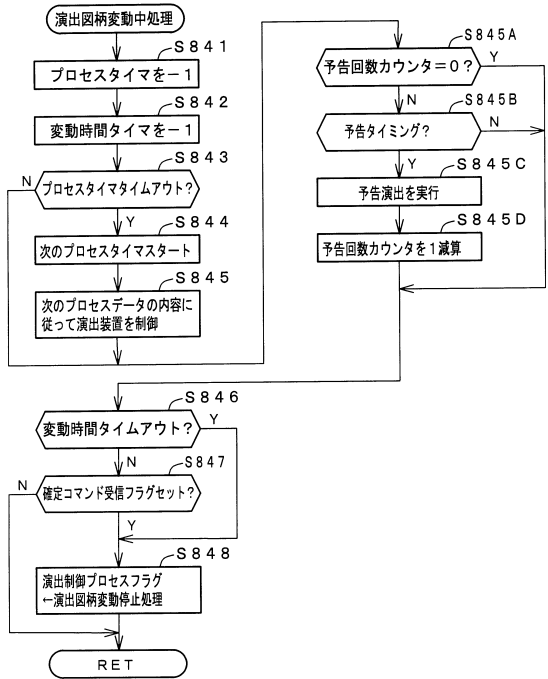 演出図柄変動中処理
S841
プロセスタイマを－1
S842
変動時間タイマを－1
S843
N
プロセスタイマタイムアウト?
Y
S844
次のプロセスタイマスタート
S845
次のプロセスデータの内容に
従って演出装置を制御
S845A
予告回数カウンタ＝0?
Y
N
S845B
予告タイミング?
N
Y
S845C
予告演出を実行
S845D
予告回数カウンタを1減算
S846
変動時間タイムアウト?
Y
N
S847
N
確定コマンド受信フラグセット?
Y
S848
演出制御プロセスフラグ
←演出図柄変動停止処理
RET